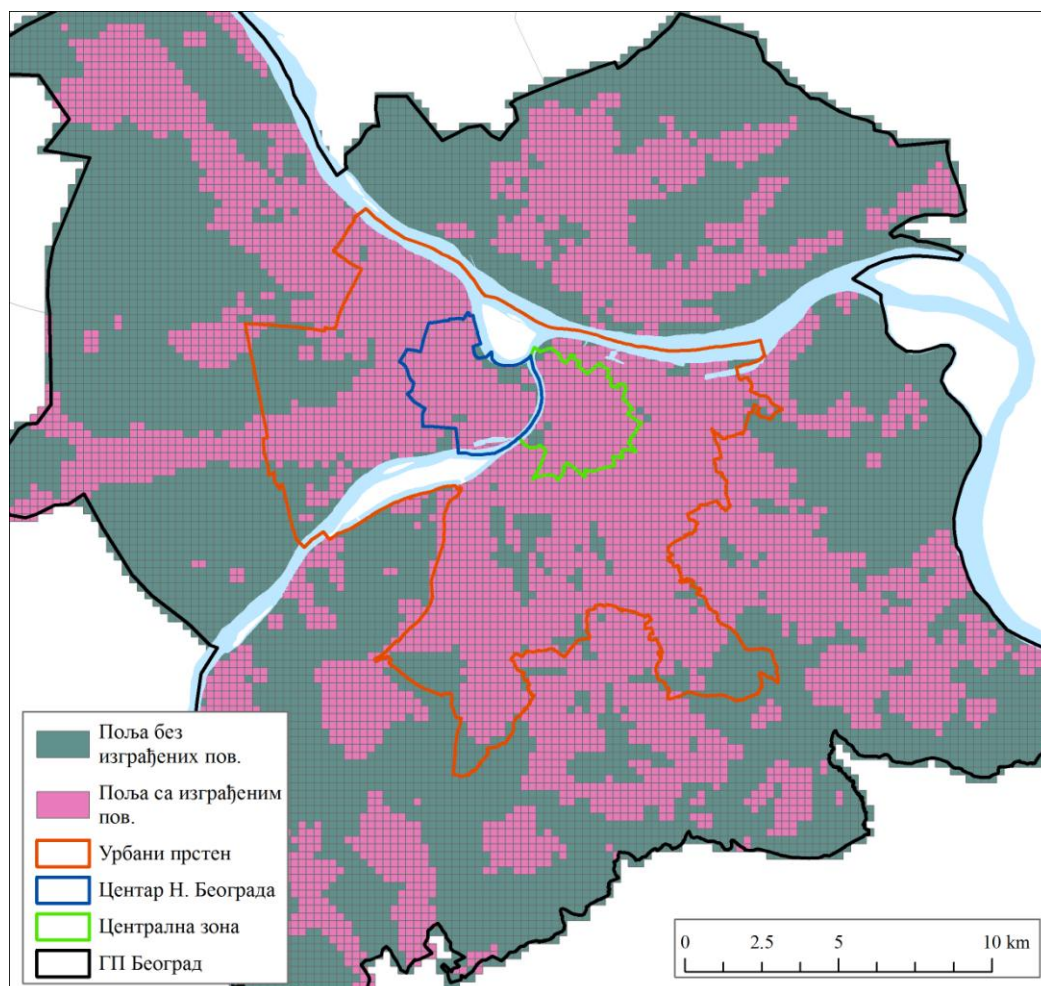 Поља без
изграђених пов.
Поља са изграђеним
пов.
Урбани прстен
Центар Н. Београда
Централна зона
ГП Београд
0 2.5 5 10 km